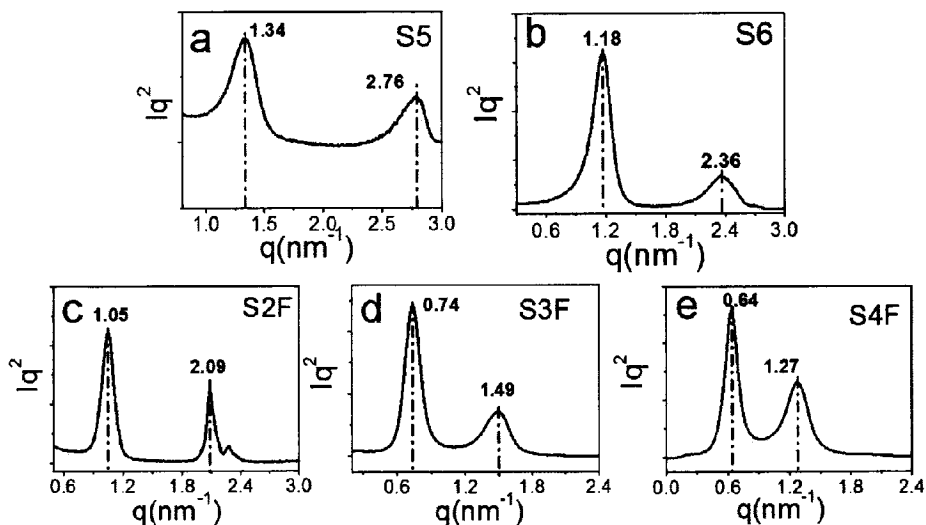 a 1.34 S5
2.76
Iq²
1.0 1.5 2.0 2.5 3.0
q(nm⁻¹)
b 1.18 S6
2.36
Iq²
0.6 1.2 1.8 2.4 3.0
q(nm⁻¹)
c 1.05 S2F
2.09
Iq²
0.6 1.2 1.8 2.4 3.0
q(nm⁻¹)
d 0.74 S3F
1.49
Iq²
0.6 1.2 1.8 2.4
q(nm⁻¹)
e 0.64 S4F
1.27
Iq²
0.0 0.6 1.2 1.8 2.4
q(nm⁻¹)